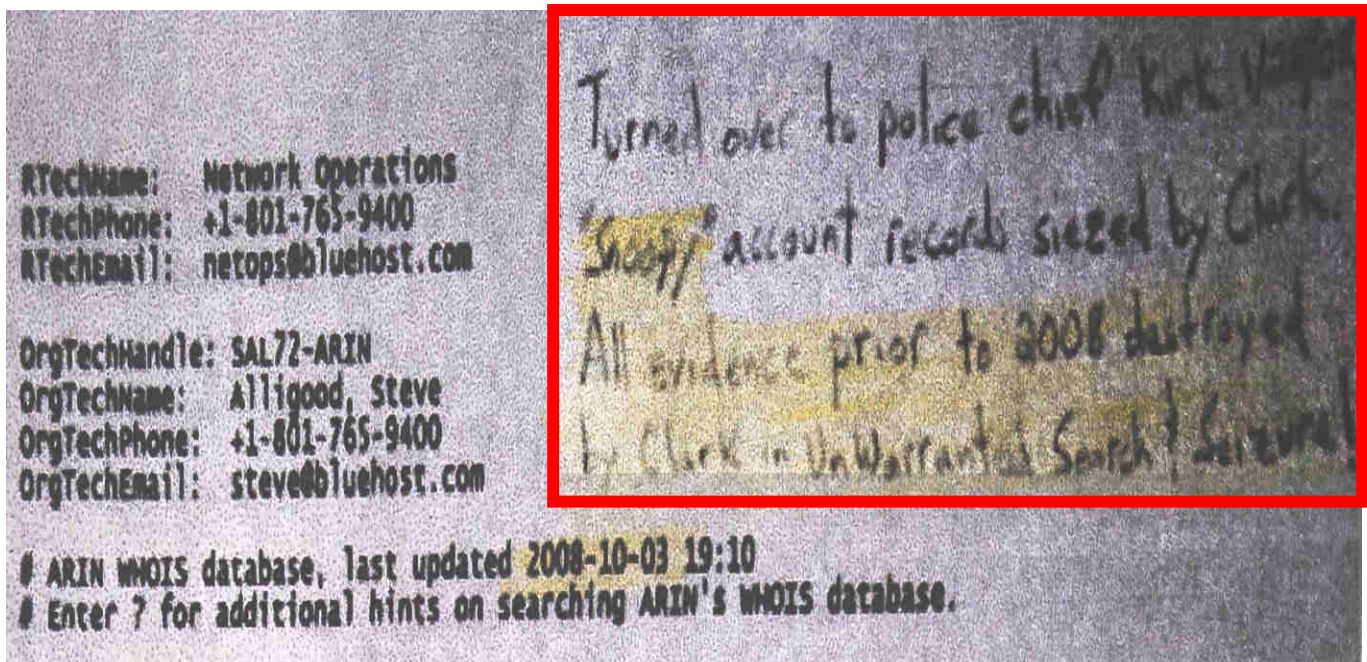 RTechName: Network Operations
RTechPhone: +1-801-765-9400
RTechEmail: netops@bluehost.com
OrgTechHandle: SAL72-ARIN
OrgTechName: Alligood, Steve
OrgTechPhone: +1-801-765-9400
OrgTechEmail: steve@bluehost.com
# ARIN WHOIS database, last updated 2008-10-03 19:10
# Enter ? for additional hints on searching ARIN's WHOIS database.
Turned over to police chief Kirk
account records siezed by Clark.
All evidence prior to 2008 destroyed
by Clark in UnWarranted Search & Seizure!